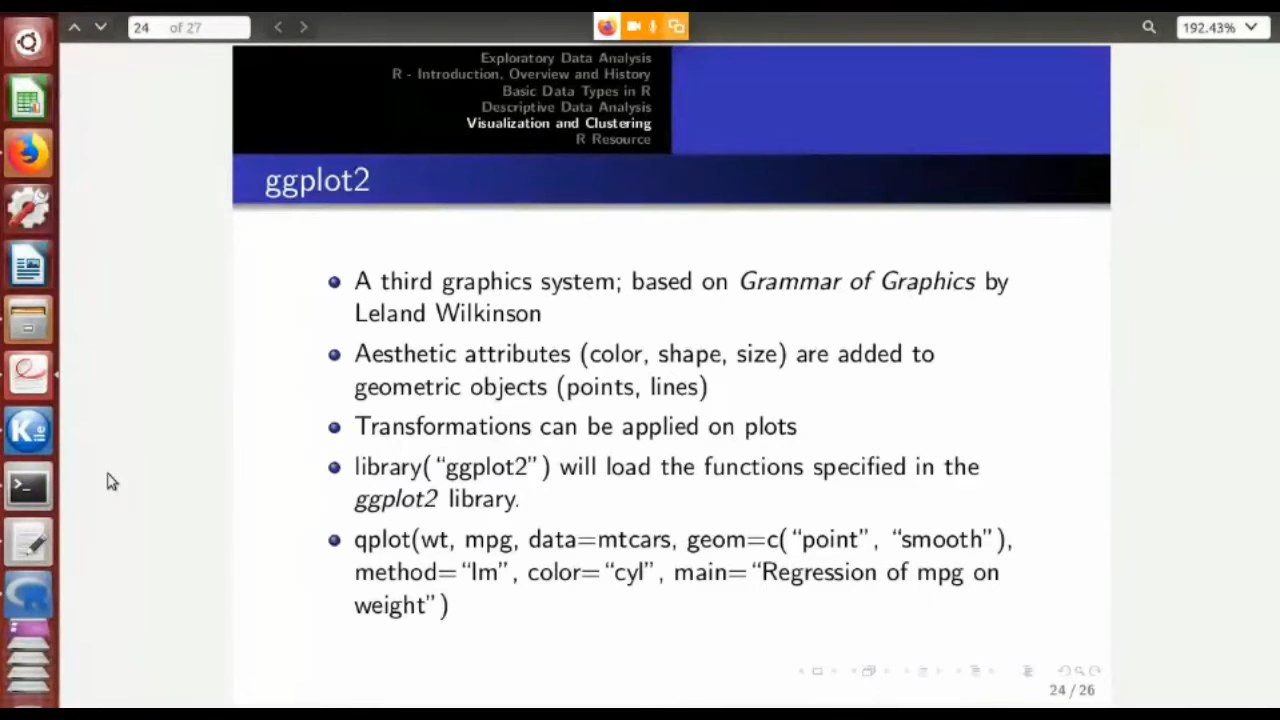 24 of 27
192.43%
Exploratory Data Analysis
R - Introduction, Overview and History
Basic Data Types in R
Descriptive Data Analysis
Visualization and Clustering
R Resource
ggplot2
A third graphics system; based on Grammar of Graphics by
Leland Wilkinson
Aesthetic attributes (color, shape, size) are added to
geometric objects (points, lines)
Transformations can be applied on plots
library(“ggplot2”) will load the functions specified in the
ggplot2 library.
qplot(wt, mpg, data=mtcars, geom=c(“point”, “smooth”),
method=“lm”, color=“cyl”, main=“Regression of mpg on
weight”)
24 / 26